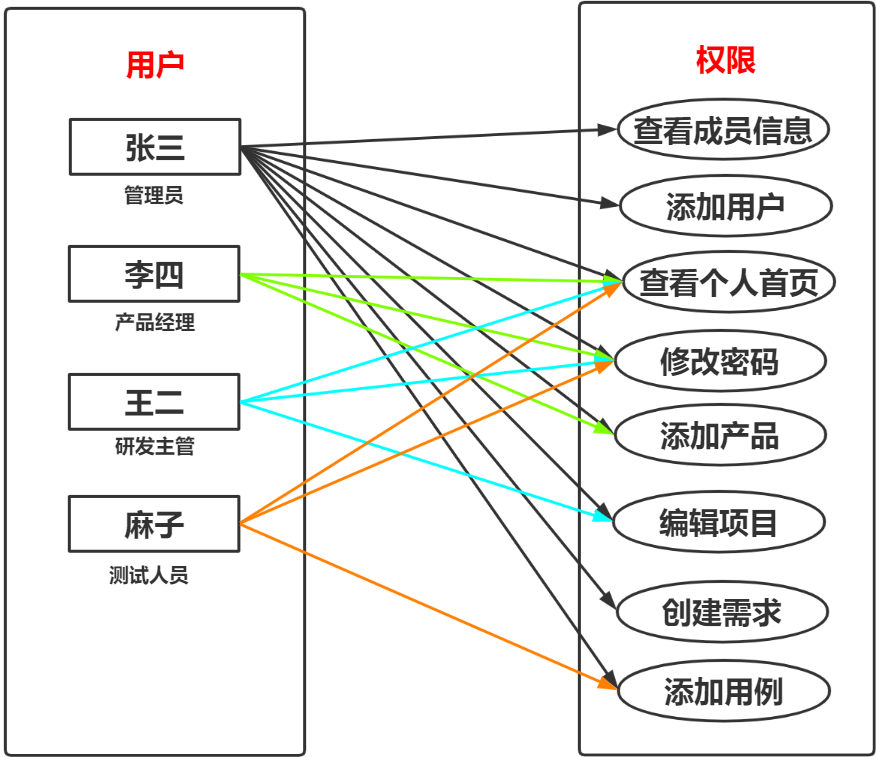 用户
张三
管理员
李四
产品经理
王二
研发主管
麻子
测试人员
权限
查看成员信息
添加用户
查看个人首页
修改密码
添加产品
编辑项目
创建需求
添加用例